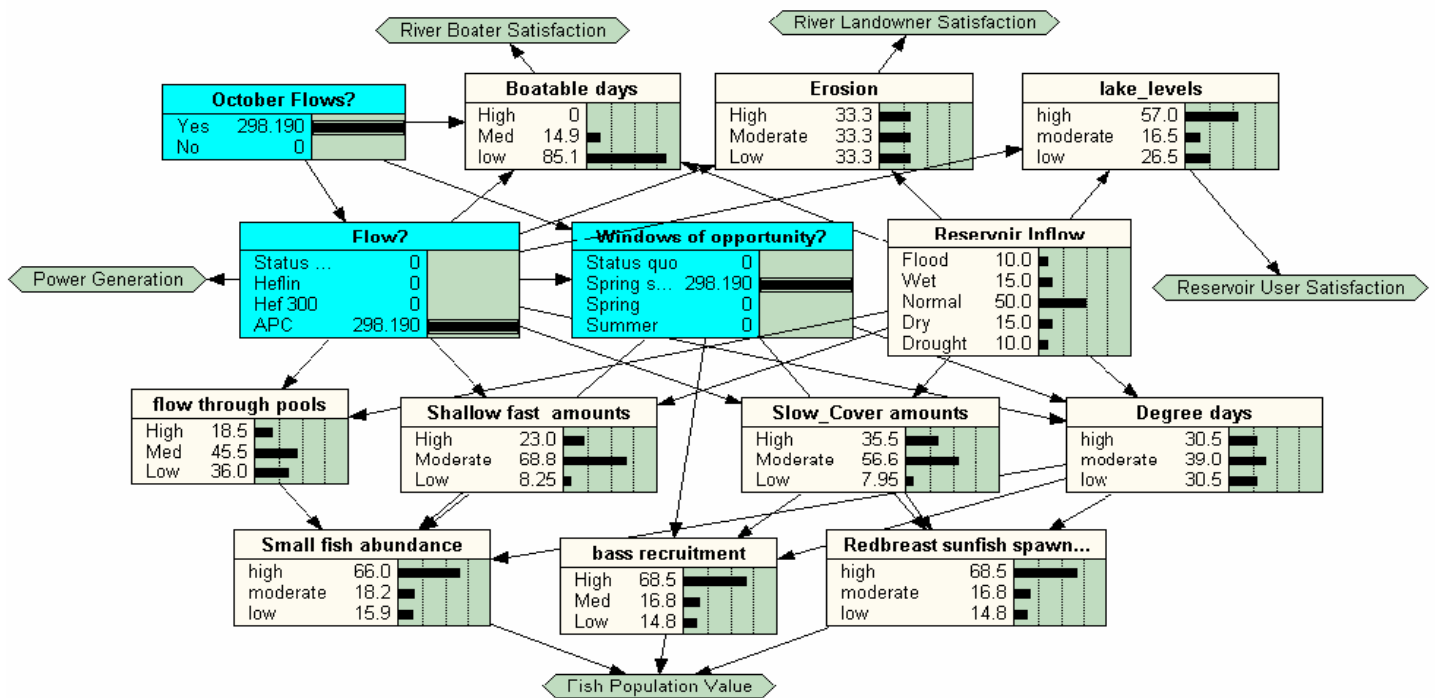 River Boater Satisfaction
River Landowner Satisfaction
October Flows?
Yes 298.190
No 0
Boatable days
High 0
Med 14.9
low 85.1
Erosion
High 33.3
Moderate 33.3
Low 33.3
lake_levels
high 57.0
moderate 16.5
low 26.5
Power Generation
Flow?
Status ... 0
Heflin 0
Hef 300 0
APC 298.190
Windows of opportunity?
Status quo 0
Spring s... 298.190
Spring 0
Summer 0
Reservoir Inflow
Flood 10.0
Wet 15.0
Normal 50.0
Dry 15.0
Drought 10.0
Reservoir User Satisfaction
flow through pools
High 18.5
Med 45.5
Low 36.0
Shallow fast_amounts
High 23.0
Moderate 68.8
Low 8.25
Slow_Cover amounts
High 35.5
Moderate 56.6
Low 7.95
Degree days
high 30.5
moderate 39.0
low 30.5
Small fish abundance
high 66.0
moderate 18.2
low 15.9
bass recruitment
High 68.5
Med 16.8
Low 14.8
Redbreast sunfish spawn...
high 68.5
moderate 16.8
low 14.8
Fish Population Value